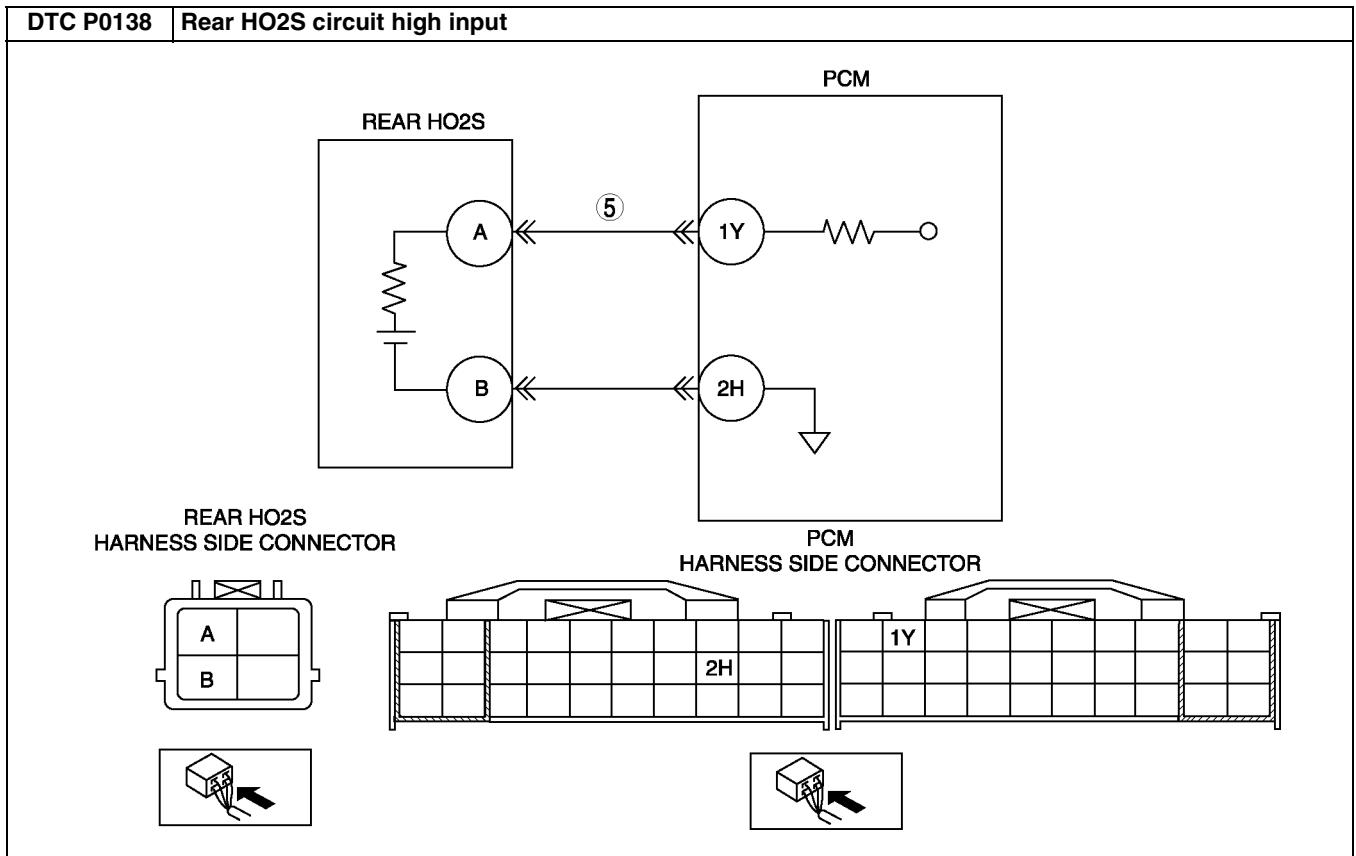 DTC P0138 Rear HO2S circuit high input
PCM
REAR HO2S
A
⑤
1Y
B
2H
REAR HO2S
HARNESS SIDE CONNECTOR
PCM
HARNESS SIDE CONNECTOR
A
B
2H
1Y